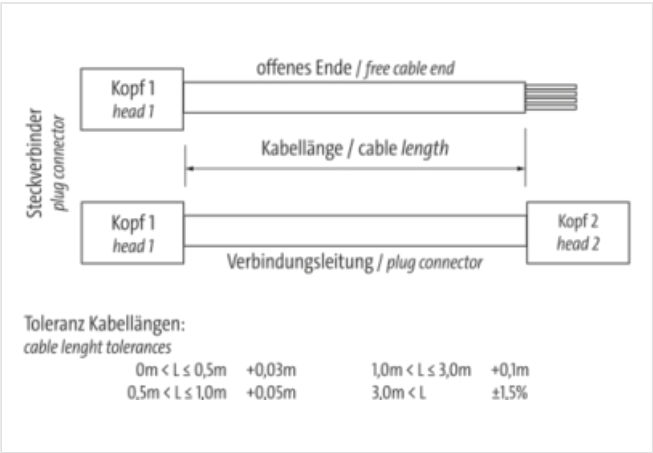 offenes Ende / free cable end
Kopf 1
head 1
Steckverbinder
plug connector
Kabellänge / cable length
Kopf 1
head 1
Kopf 2
head 2
Verbindungsleitung / plug connector
Toleranz Kabellängen:
cable lenght tolerances
0m < L ≤ 0,5m +0,03m 1,0m < L ≤ 3,0m +0,1m
0,5m < L ≤ 1,0m +0,05m 3,0m < L ±1,5%